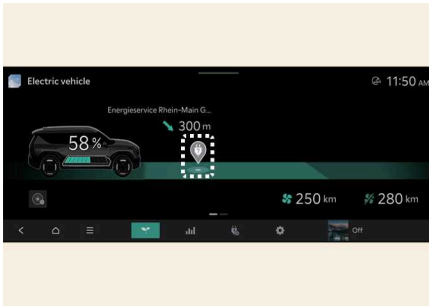 Electric vehicle
11:50 AM
Energieservice Rhein-Main G...
300 m
58 %
250 km
280 km
Off